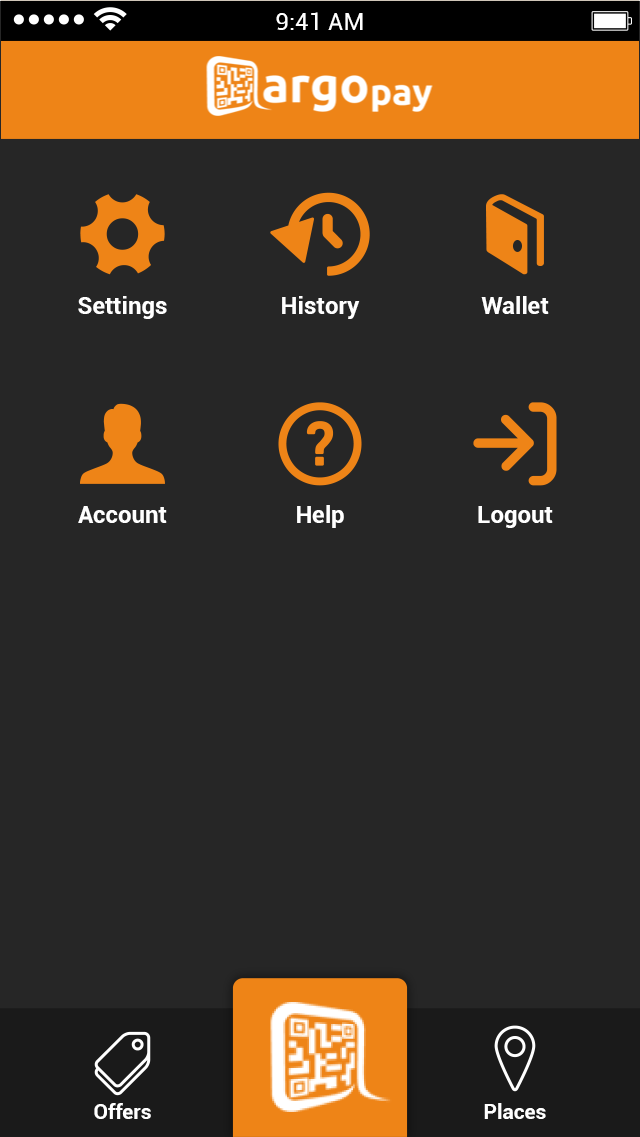 9:41 AM
argopay
Settings History Wallet
?
Account Help Logout
Offers Places